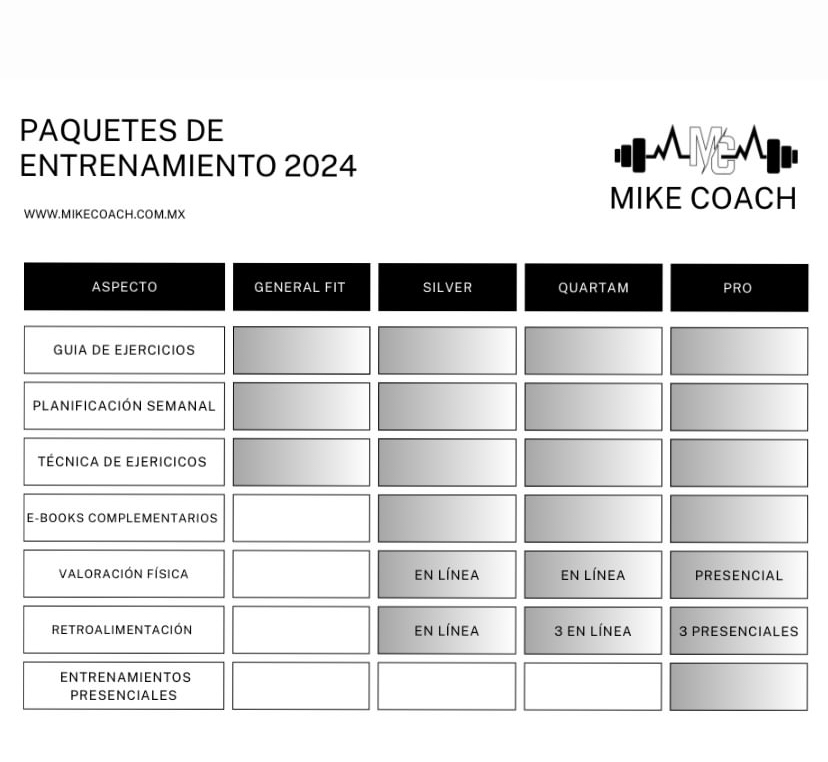 PAQUETES DE
ENTRENAMIENTO 2024
WWW.MIKECOACH.COM.MX
MC
MIKE COACH
ASPECTO GENERAL FIT SILVER QUARTAM PRO
GUIA DE EJERCICIOS
PLANIFICACIÓN SEMANAL
TÉCNICA DE EJERICICOS
E-BOOKS COMPLEMENTARIOS
VALORACIÓN FÍSICA EN LÍNEA EN LÍNEA PRESENCIAL
RETROALIMENTACIÓN EN LÍNEA 3 EN LÍNEA 3 PRESENCIALES
ENTRENAMIENTOS
PRESENCIALES